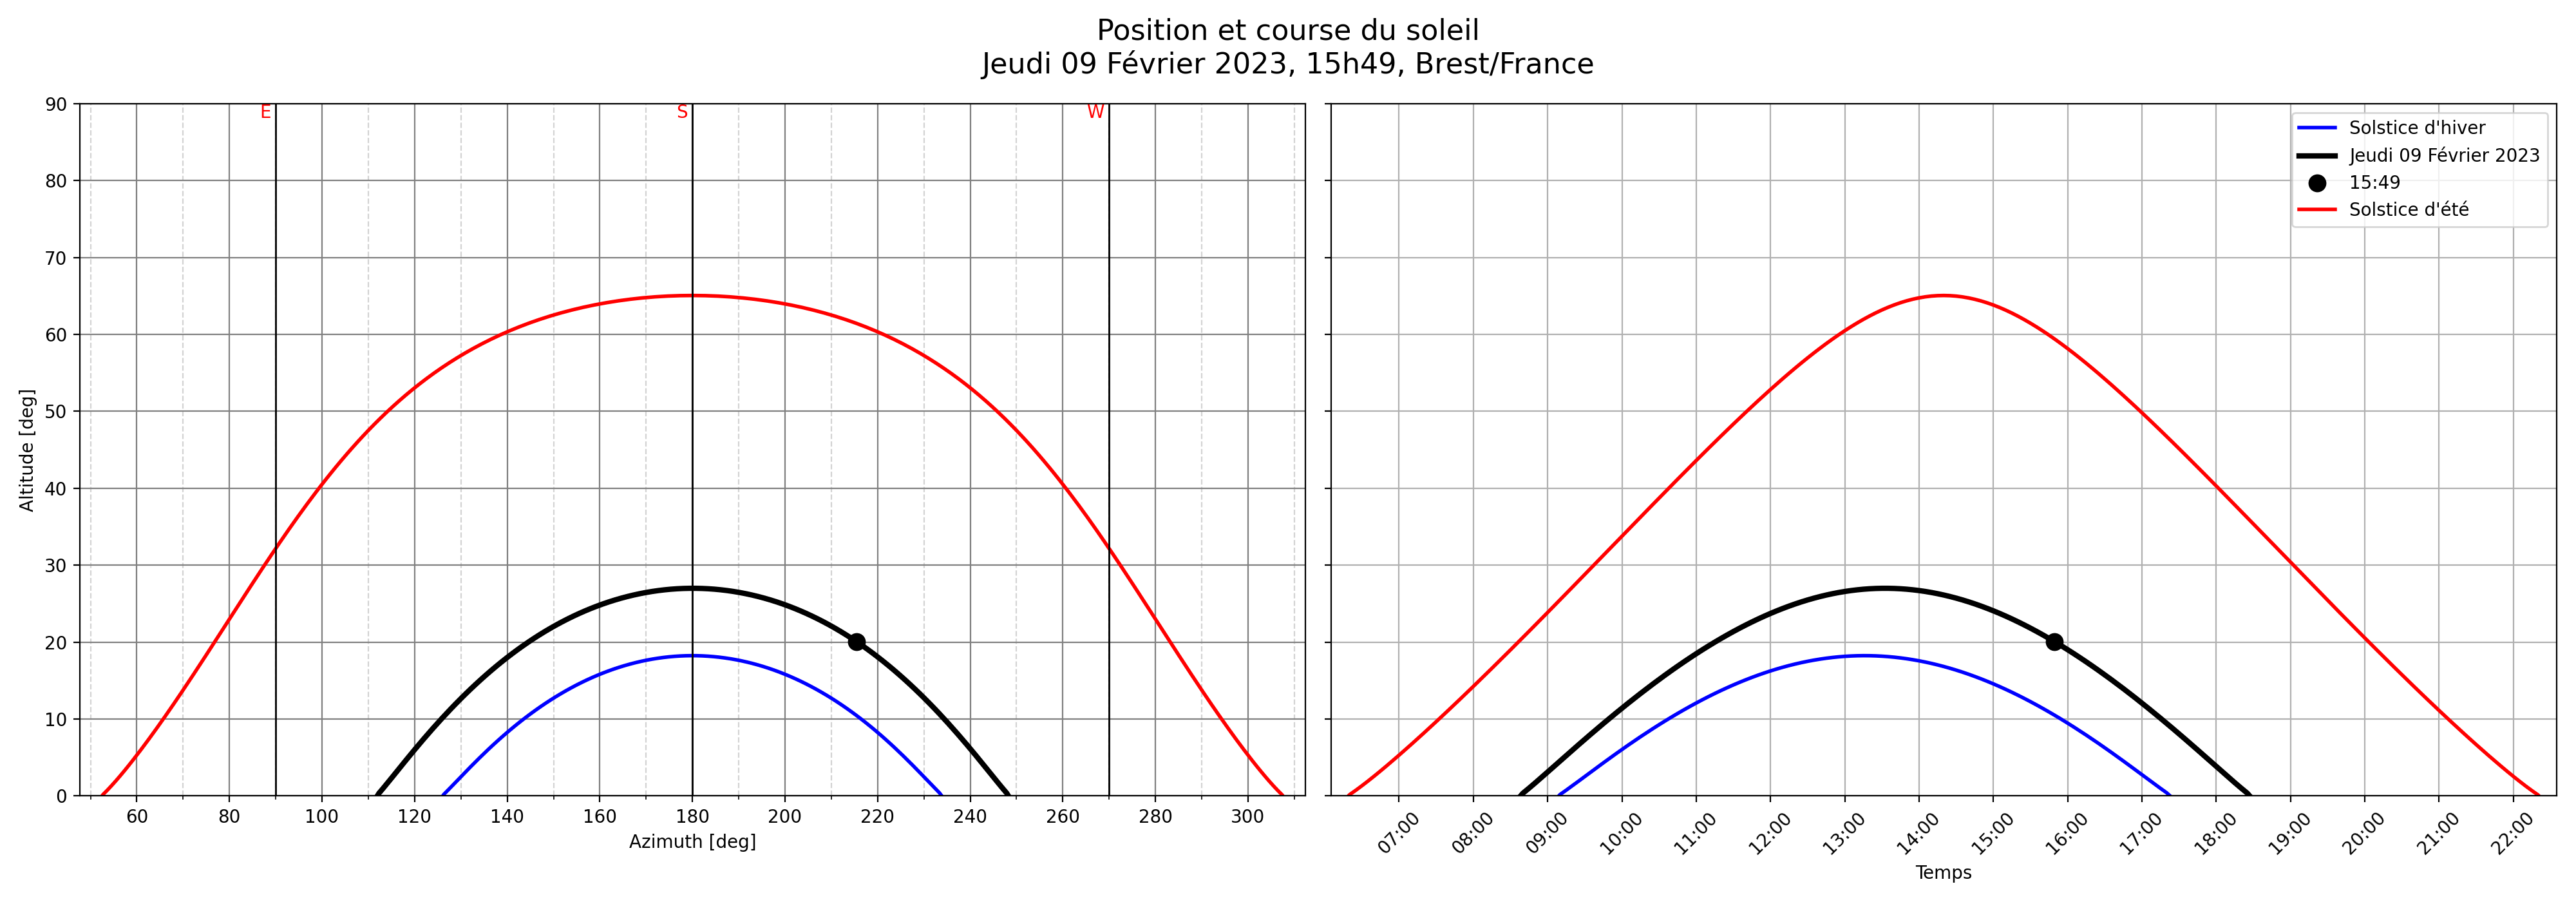 Position et course du soleil
Jeudi 09 Février 2023, 15h49, Brest/France
E S W
90
80
70
60
50
40
30
20
10
0
Altitude [deg]
60 80 100 120 140 160 180 200 220 240 260 280 300
Azimuth [deg]
Solstice d'hiver
Jeudi 09 Février 2023
15:49
Solstice d'été
07:00 08:00 09:00 10:00 11:00 12:00 13:00 14:00 15:00 16:00 17:00 18:00 19:00 20:00 21:00 22:00
Temps